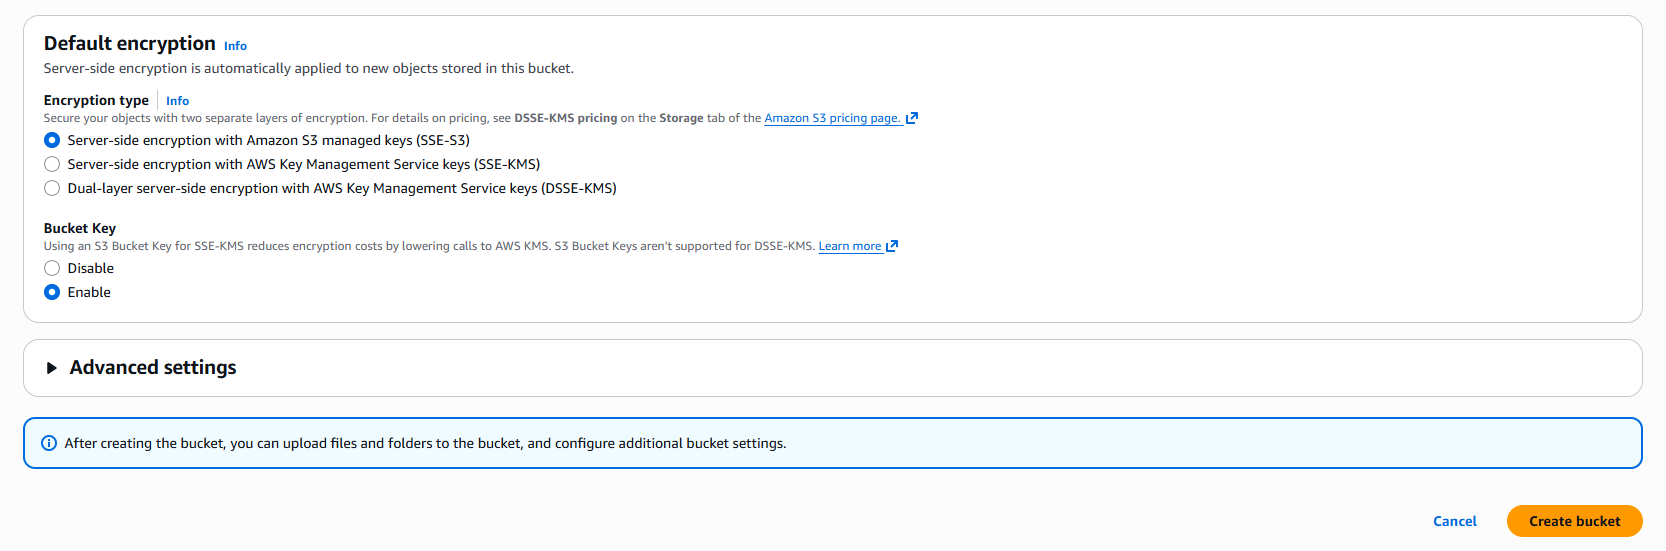 Default encryption Info
Server-side encryption is automatically applied to new objects stored in this bucket.
Encryption type Info
Secure your objects with two separate layers of encryption. For details on pricing, see DSSE-KMS pricing on the Storage tab of the Amazon S3 pricing page.
Server-side encryption with Amazon S3 managed keys (SSE-S3)
Server-side encryption with AWS Key Management Service keys (SSE-KMS)
Dual-layer server-side encryption with AWS Key Management Service keys (DSSE-KMS)
Bucket Key
Using an S3 Bucket Key for SSE-KMS reduces encryption costs by lowering calls to AWS KMS. S3 Bucket Keys aren't supported for DSSE-KMS. Learn more
Disable
Enable
Advanced settings
After creating the bucket, you can upload files and folders to the bucket, and configure additional bucket settings.
Cancel Create bucket